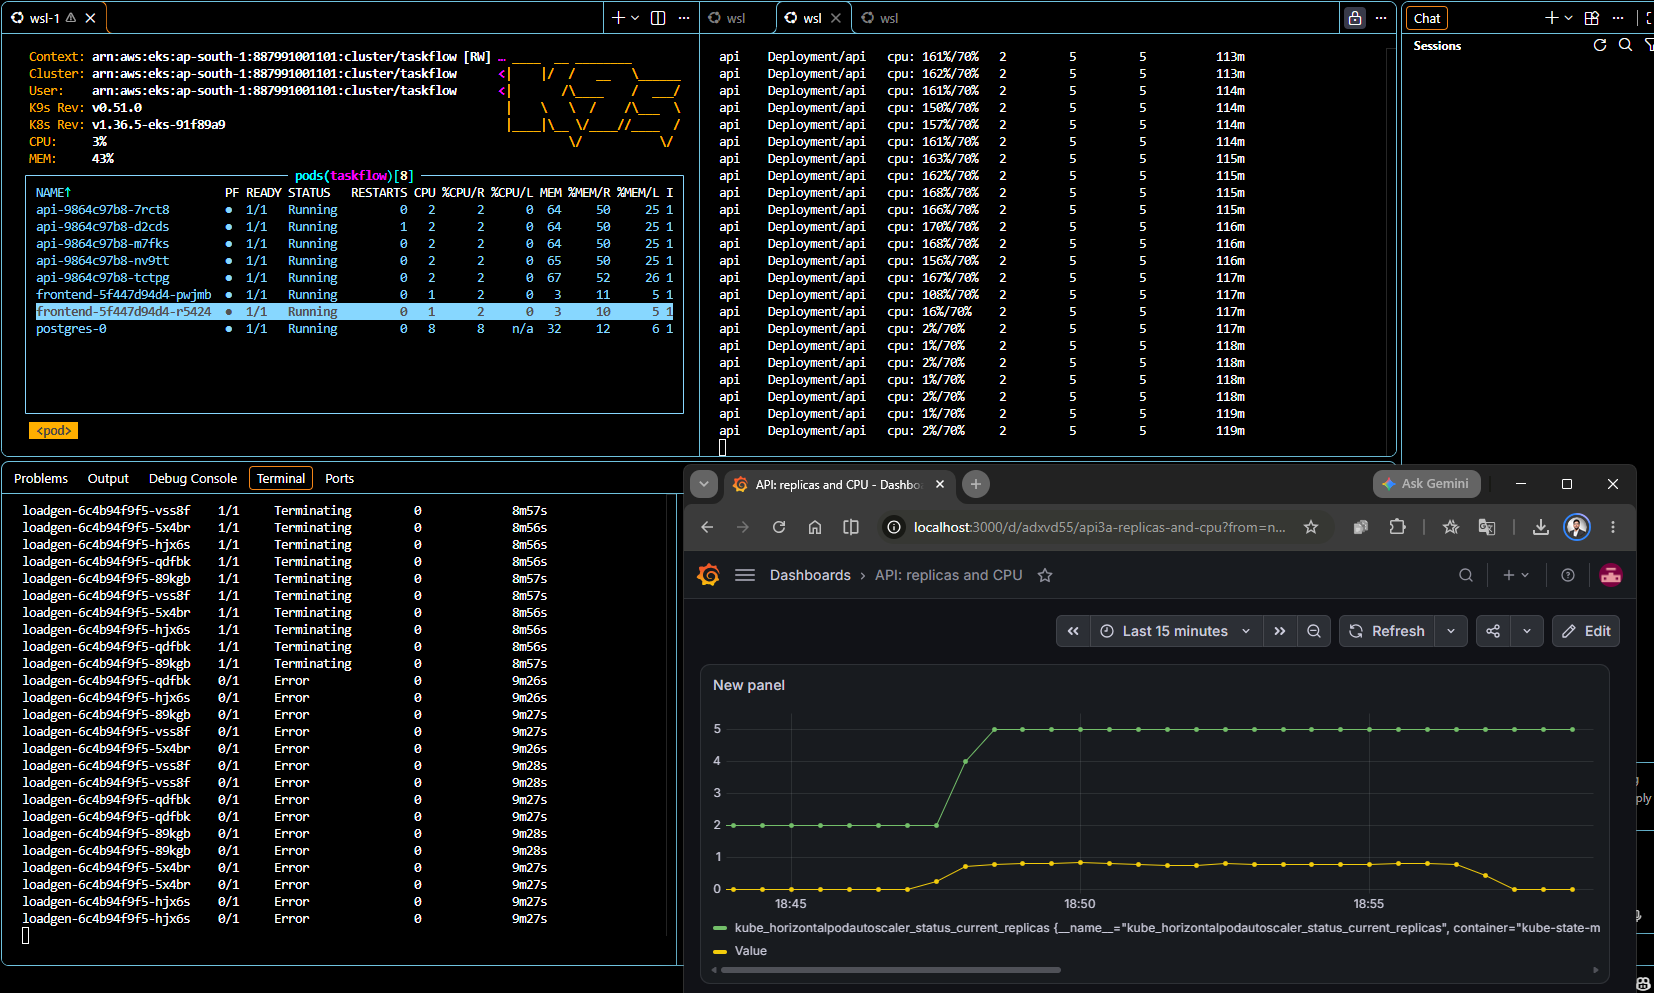 wsl-1
Context: arn:aws:eks:ap-south-1:887991001101:cluster/taskflow [RW]
Cluster: arn:aws:eks:ap-south-1:887991001101:cluster/taskflow
User: arn:aws:eks:ap-south-1:887991001101:cluster/taskflow
K9s Rev: v0.51.0
K8s Rev: v1.36.5-eks-91f89a9
CPU: 3%
MEM: 43%
pods(taskflow)[8]
NAME↑ PF READY STATUS RESTARTS CPU %CPU/R %CPU/L MEM %MEM/R %MEM/L I
api-9864c97b8-7rct8 ● 1/1 Running 0 2 2 0 64 50 25 1
api-9864c97b8-d2cds ● 1/1 Running 1 2 2 0 64 50 25 1
api-9864c97b8-m7fks ● 1/1 Running 0 2 2 0 64 50 25 1
api-9864c97b8-nv9tt ● 1/1 Running 0 2 2 0 65 50 25 1
api-9864c97b8-tctpg ● 1/1 Running 0 2 2 0 67 52 26 1
frontend-5f447d94d4-pwjmb ● 1/1 Running 0 1 2 0 3 11 5 1
frontend-5f447d94d4-r5424 ● 1/1 Running 0 1 2 0 3 10 5 1
postgres-0 ● 1/1 Running 0 8 8 n/a 32 12 6 1
<pod>
wsl
wsl
wsl
api Deployment/api cpu: 161%/70% 2 5 5 113m
api Deployment/api cpu: 162%/70% 2 5 5 113m
api Deployment/api cpu: 161%/70% 2 5 5 114m
api Deployment/api cpu: 150%/70% 2 5 5 114m
api Deployment/api cpu: 157%/70% 2 5 5 114m
api Deployment/api cpu: 161%/70% 2 5 5 114m
api Deployment/api cpu: 163%/70% 2 5 5 115m
api Deployment/api cpu: 162%/70% 2 5 5 115m
api Deployment/api cpu: 168%/70% 2 5 5 115m
api Deployment/api cpu: 166%/70% 2 5 5 115m
api Deployment/api cpu: 170%/70% 2 5 5 116m
api Deployment/api cpu: 168%/70% 2 5 5 116m
api Deployment/api cpu: 156%/70% 2 5 5 116m
api Deployment/api cpu: 167%/70% 2 5 5 117m
api Deployment/api cpu: 108%/70% 2 5 5 117m
api Deployment/api cpu: 16%/70% 2 5 5 117m
api Deployment/api cpu: 2%/70% 2 5 5 117m
api Deployment/api cpu: 1%/70% 2 5 5 118m
api Deployment/api cpu: 2%/70% 2 5 5 118m
api Deployment/api cpu: 1%/70% 2 5 5 118m
api Deployment/api cpu: 2%/70% 2 5 5 118m
api Deployment/api cpu: 1%/70% 2 5 5 119m
api Deployment/api cpu: 2%/70% 2 5 5 119m
Chat
Sessions
Problems Output Debug Console Terminal Ports
loadgen-6c4b94f9f5-vss8f 1/1 Terminating 0 8m57s
loadgen-6c4b94f9f5-5x4br 1/1 Terminating 0 8m56s
loadgen-6c4b94f9f5-hjx6s 1/1 Terminating 0 8m56s
loadgen-6c4b94f9f5-qdfbk 1/1 Terminating 0 8m56s
loadgen-6c4b94f9f5-89kgb 1/1 Terminating 0 8m57s
loadgen-6c4b94f9f5-vss8f 1/1 Terminating 0 8m57s
loadgen-6c4b94f9f5-5x4br 1/1 Terminating 0 8m56s
loadgen-6c4b94f9f5-hjx6s 1/1 Terminating 0 8m56s
loadgen-6c4b94f9f5-qdfbk 1/1 Terminating 0 8m56s
loadgen-6c4b94f9f5-89kgb 1/1 Terminating 0 8m57s
loadgen-6c4b94f9f5-qdfbk 0/1 Error 0 9m26s
loadgen-6c4b94f9f5-hjx6s 0/1 Error 0 9m26s
loadgen-6c4b94f9f5-89kgb 0/1 Error 0 9m27s
loadgen-6c4b94f9f5-vss8f 0/1 Error 0 9m27s
loadgen-6c4b94f9f5-5x4br 0/1 Error 0 9m26s
loadgen-6c4b94f9f5-vss8f 0/1 Error 0 9m28s
loadgen-6c4b94f9f5-vss8f 0/1 Error 0 9m28s
loadgen-6c4b94f9f5-qdfbk 0/1 Error 0 9m27s
loadgen-6c4b94f9f5-qdfbk 0/1 Error 0 9m27s
loadgen-6c4b94f9f5-89kgb 0/1 Error 0 9m28s
loadgen-6c4b94f9f5-89kgb 0/1 Error 0 9m28s
loadgen-6c4b94f9f5-5x4br 0/1 Error 0 9m27s
loadgen-6c4b94f9f5-5x4br 0/1 Error 0 9m27s
loadgen-6c4b94f9f5-hjx6s 0/1 Error 0 9m27s
loadgen-6c4b94f9f5-hjx6s 0/1 Error 0 9m27s
API: replicas and CPU - Dashbo
Ask Gemini
localhost:3000/d/adxvd55/api3a-replicas-and-cpu?from=n...
Dashboards › API: replicas and CPU
Last 15 minutes
Refresh
Edit
New panel
5
4
3
2
1
0
18:45 18:50 18:55
kube_horizontalpodautoscaler_status_current_replicas {__name__="kube_horizontalpodautoscaler_status_current_replicas", container="kube-state-m
Value